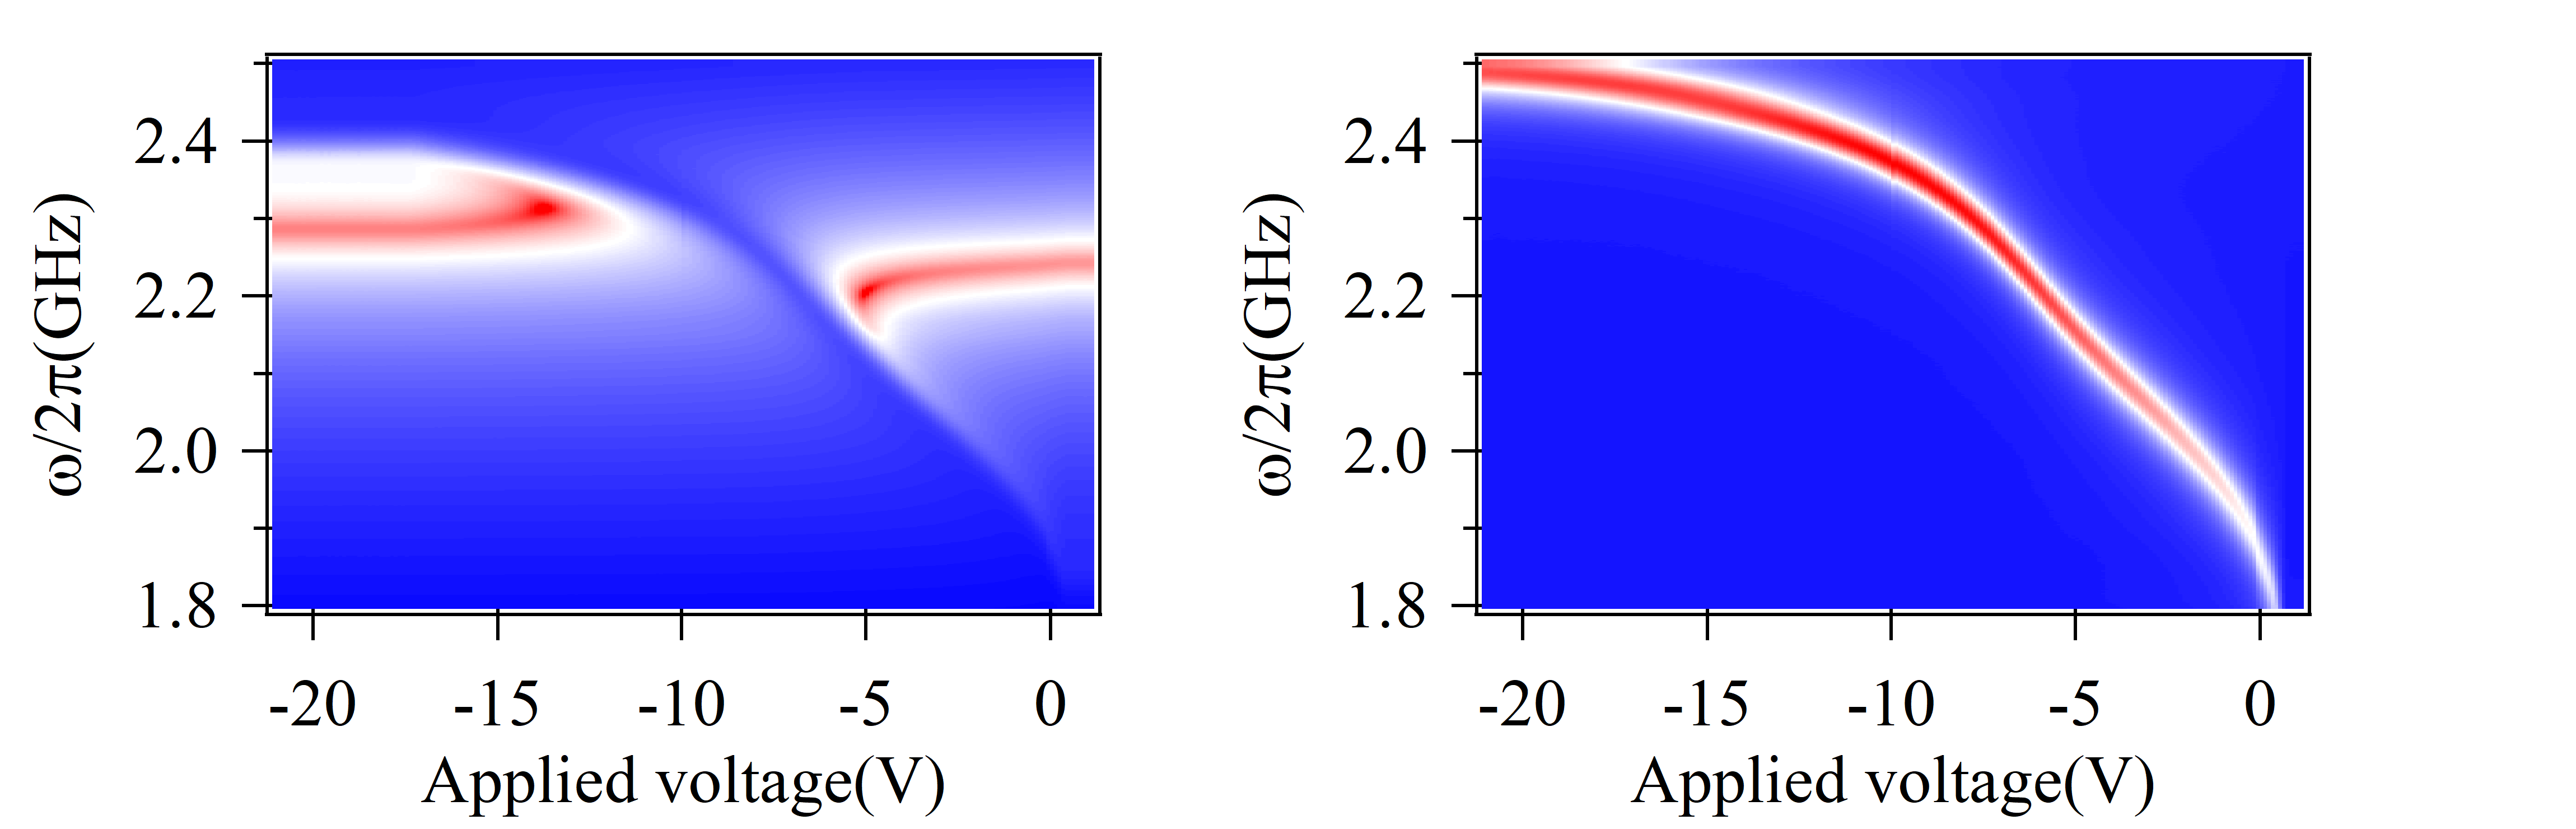 ω/2π(GHz)
2.4
2.2
2.0
1.8
-20 -15 -10 -5 0
Applied voltage(V)
ω/2π(GHz)
2.4
2.2
2.0
1.8
-20 -15 -10 -5 0
Applied voltage(V)